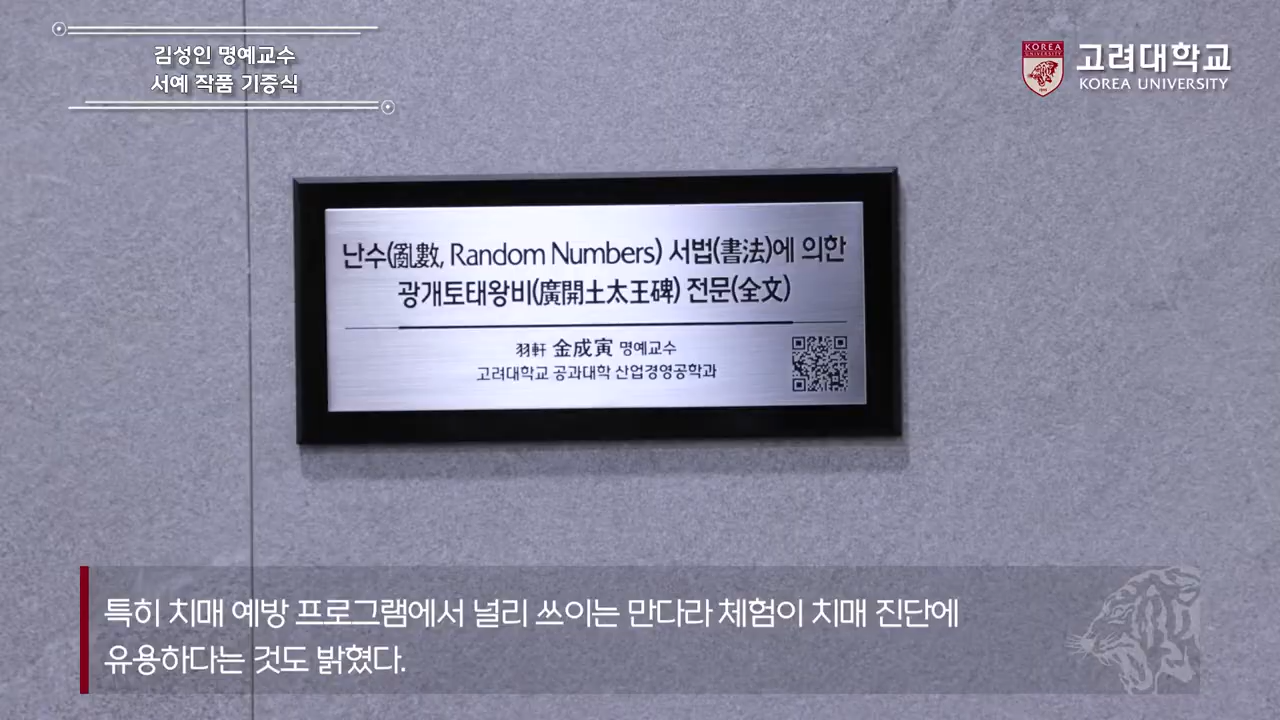 김성인 명예교수
서예 작품 기증식
KOREA
UNIVERSITY
고려대학교
KOREA UNIVERSITY
난수(亂數, Random Numbers) 서법(書法)에 의한
광개토태왕비(廣開土太王碑) 전문(全文)
羽軒 金成寅 명예교수
고려대학교 공과대학 산업경영공학과
특히 치매 예방 프로그램에서 널리 쓰이는 만다라 체험이 치매 진단에
유용하다는 것도 밝혔다.